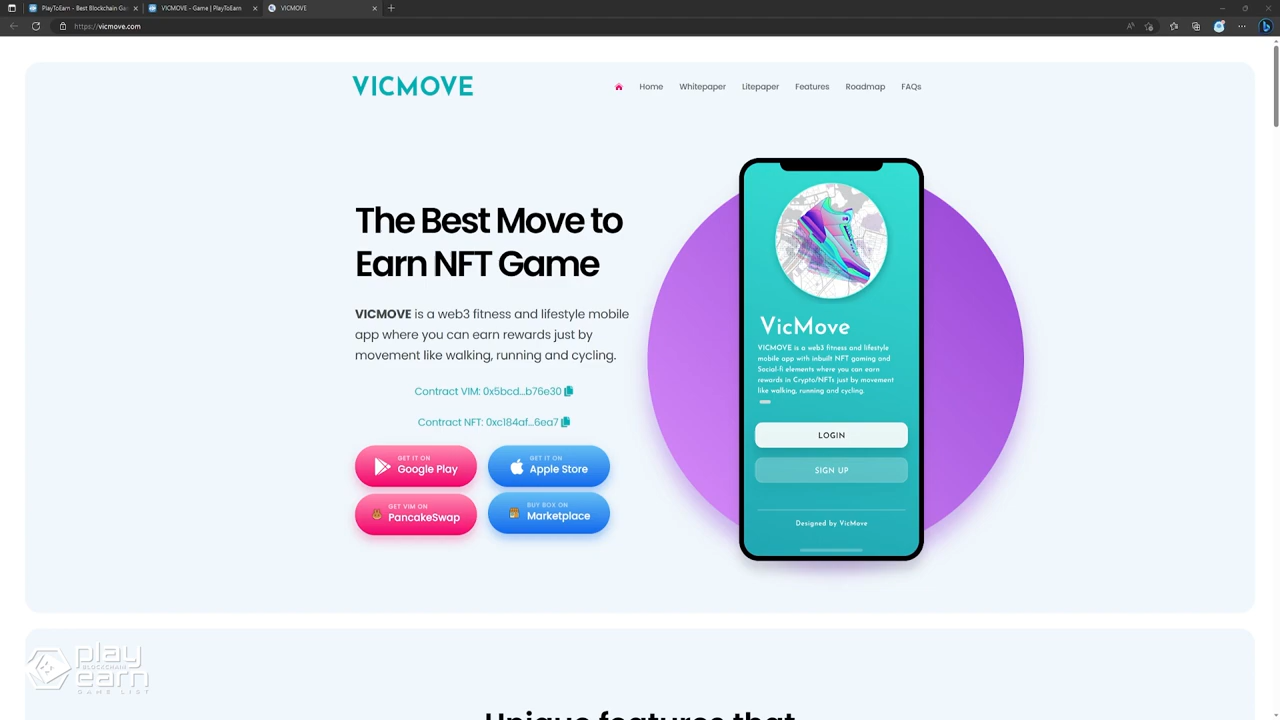 PlayToEarn - Best Blockchain Ga
VICMOVE - Game | PlayToEarn
VICMOVE
https://vicmove.com
VICMOVE
Home
Whitepaper
Litepaper
Features
Roadmap
FAQs
The Best Move to
Earn NFT Game
VICMOVE is a web3 fitness and lifestyle mobile
app where you can earn rewards just by
movement like walking, running and cycling.
Contract VIM: 0x5bcd...b76e30
Contract NFT: 0xc184af...6ea7
GET IT ON
Google Play
GET IT ON
Apple Store
GET VIM ON
PancakeSwap
BUY BOX ON
Marketplace
VicMove
VICMOVE is a web3 fitness and lifestyle
mobile app with inbuilt NFT gaming and
Social-fi elements where you can earn
rewards in Crypto/NFTs just by movement
like walking, running and cycling.
LOGIN
SIGN UP
Designed by VicMove
play
BLOCKCHAIN
earn
GAME LIST
Unique features that